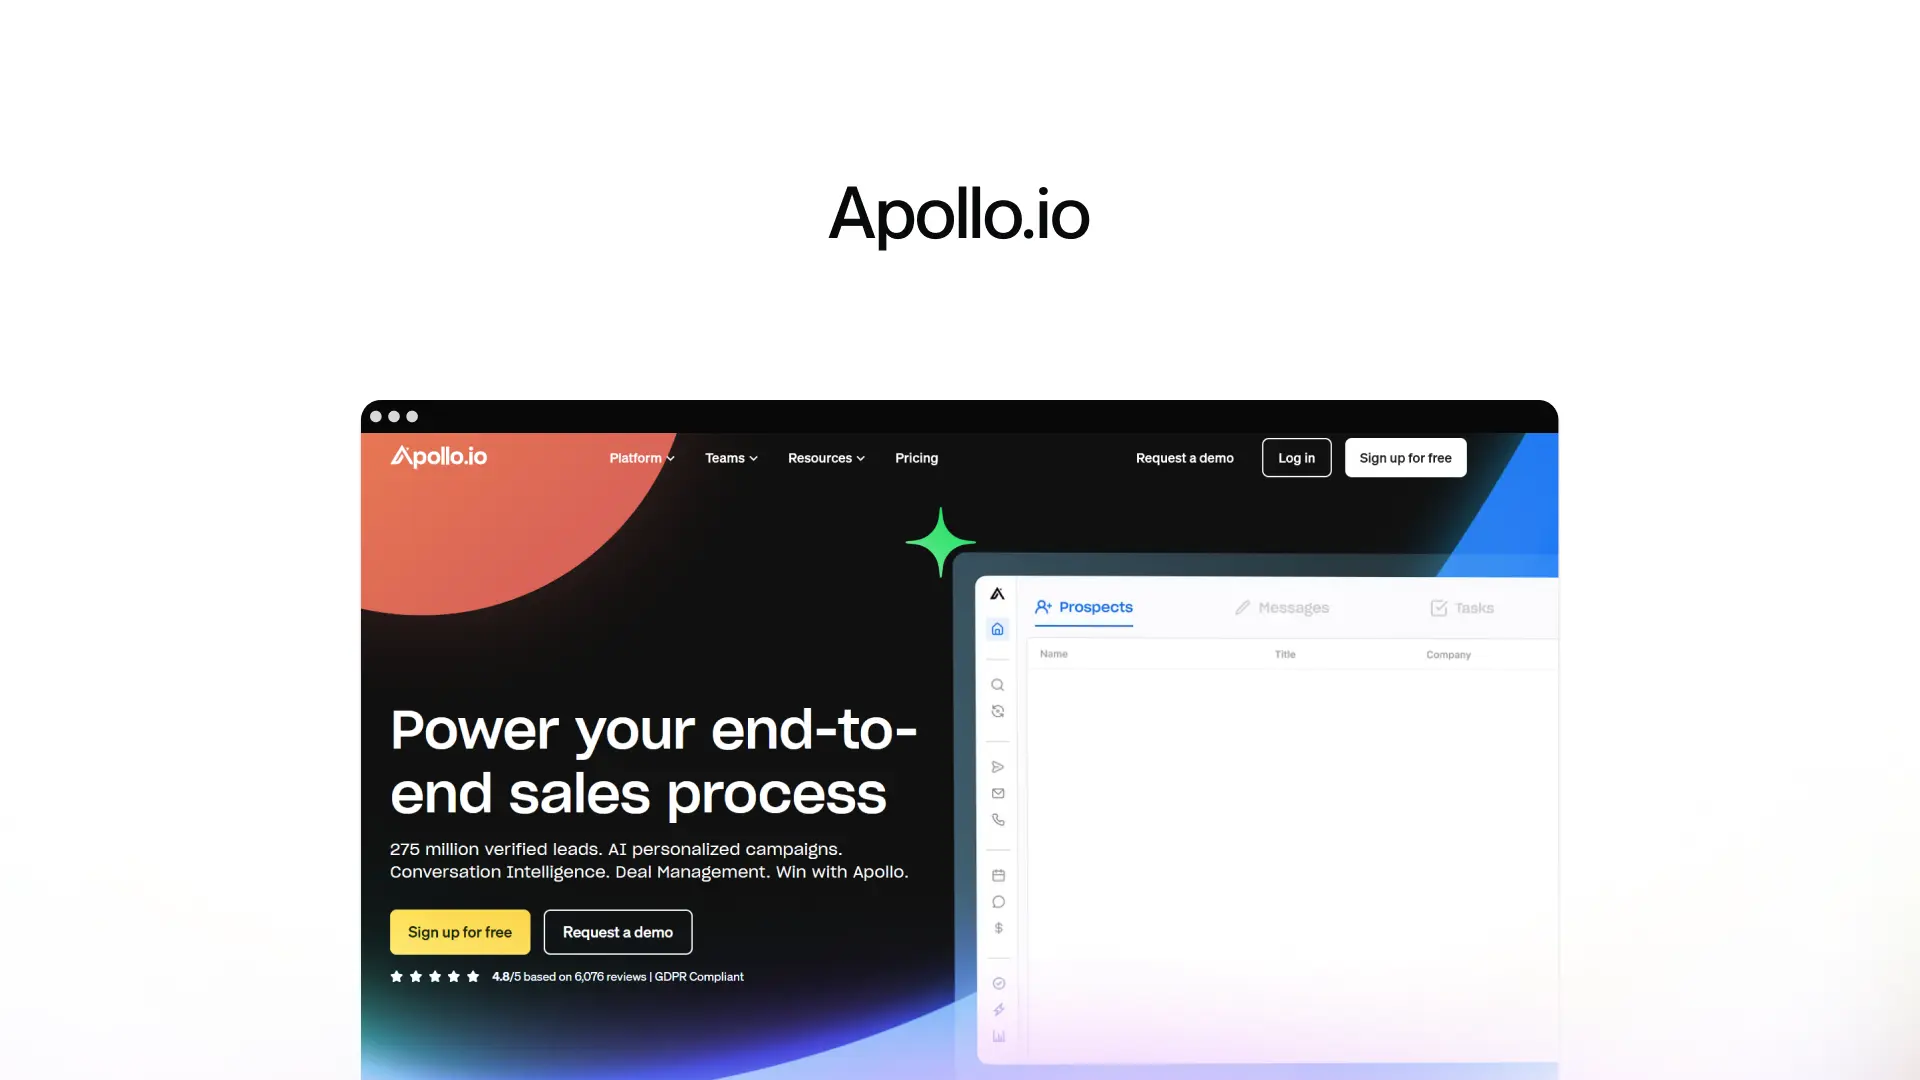 Apollo.io
Apollo.io
Platform
Teams
Resources
Pricing
Request a demo
Log in
Sign up for free
Prospects
Messages
Tasks
Name
Title
Company
Power your end-to-
end sales process
275 million verified leads. AI personalized campaigns.
Conversation Intelligence. Deal Management. Win with Apollo.
Sign up for free
Request a demo
4.8/5 based on 6,076 reviews | GDPR Compliant